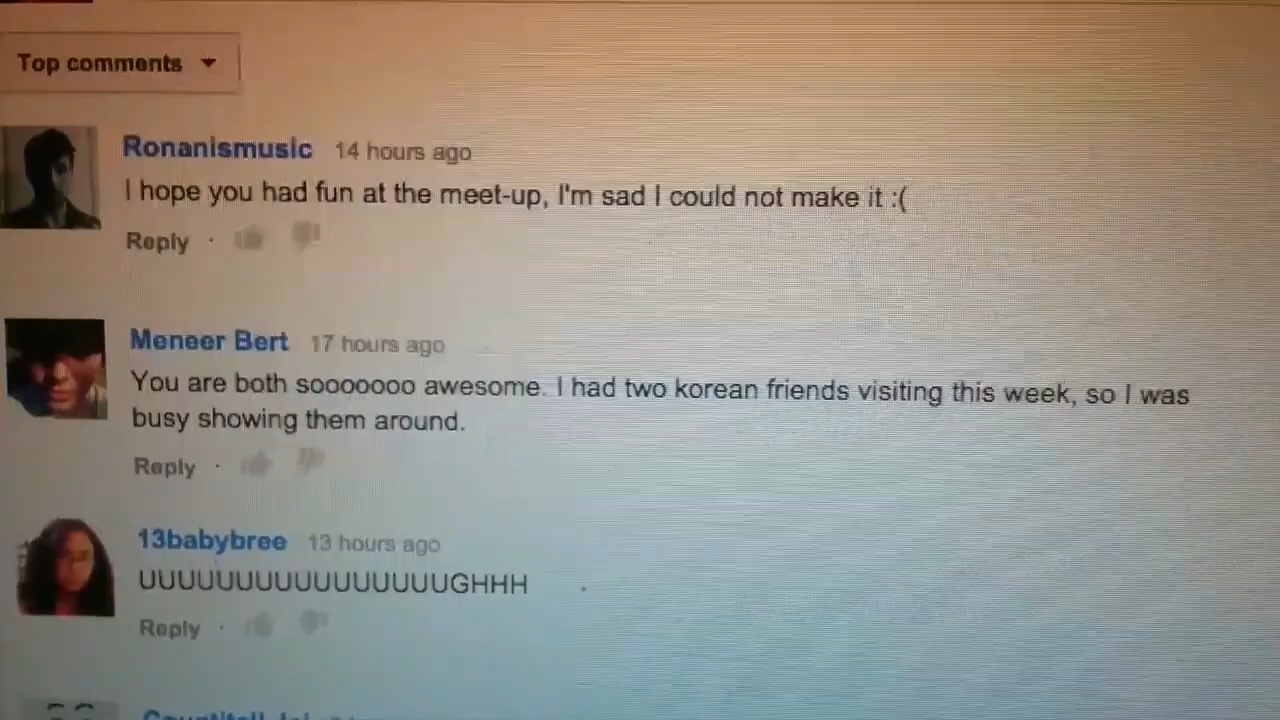 Top comments
Ronanismusic 14 hours ago
I hope you had fun at the meet-up, I'm sad I could not make it :(
Reply ·
Meneer Bert 17 hours ago
You are both sooooooo awesome. I had two korean friends visiting this week, so I was
busy showing them around.
Reply ·
13babybree 13 hours ago
UUUUUUUUUUUUUUUUGHHH
Reply ·